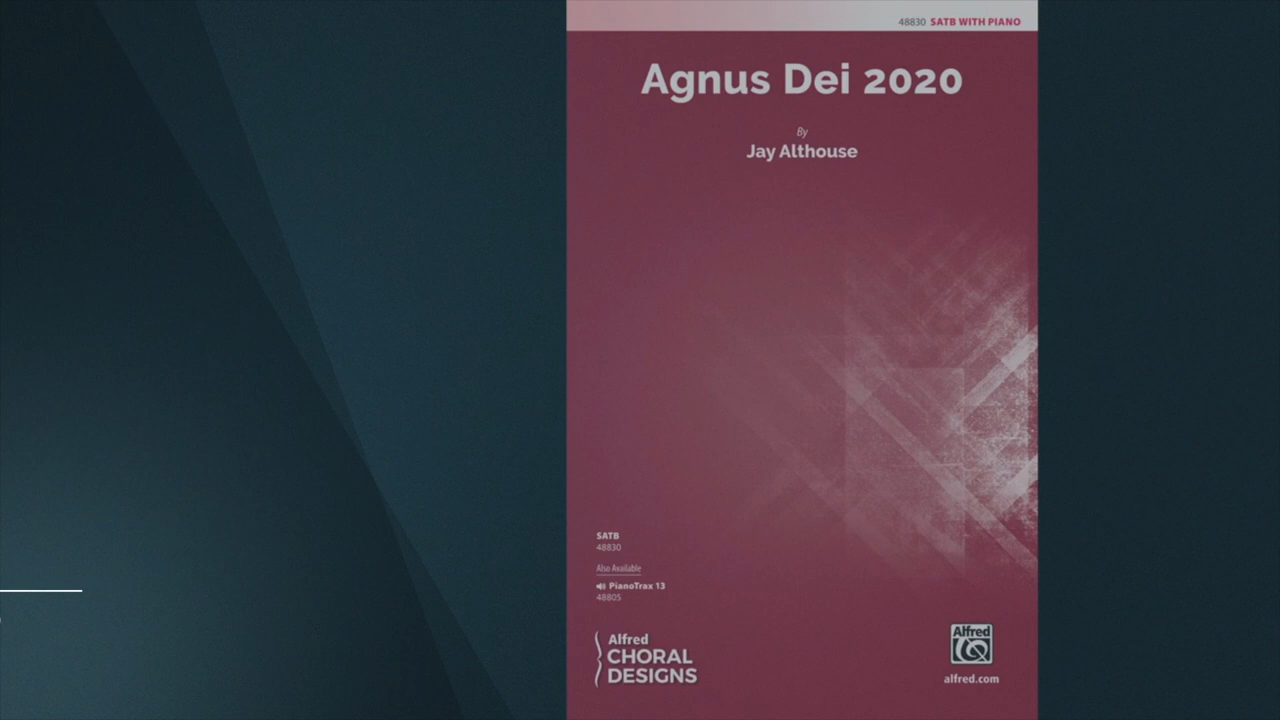 48830 SATB WITH PIANO
Agnus Dei 2020
By
Jay Althouse
SATB
48830
Also Available
PianoTrax 13
48805
Alfred
CHORAL
DESIGNS
Alfred
alfred.com